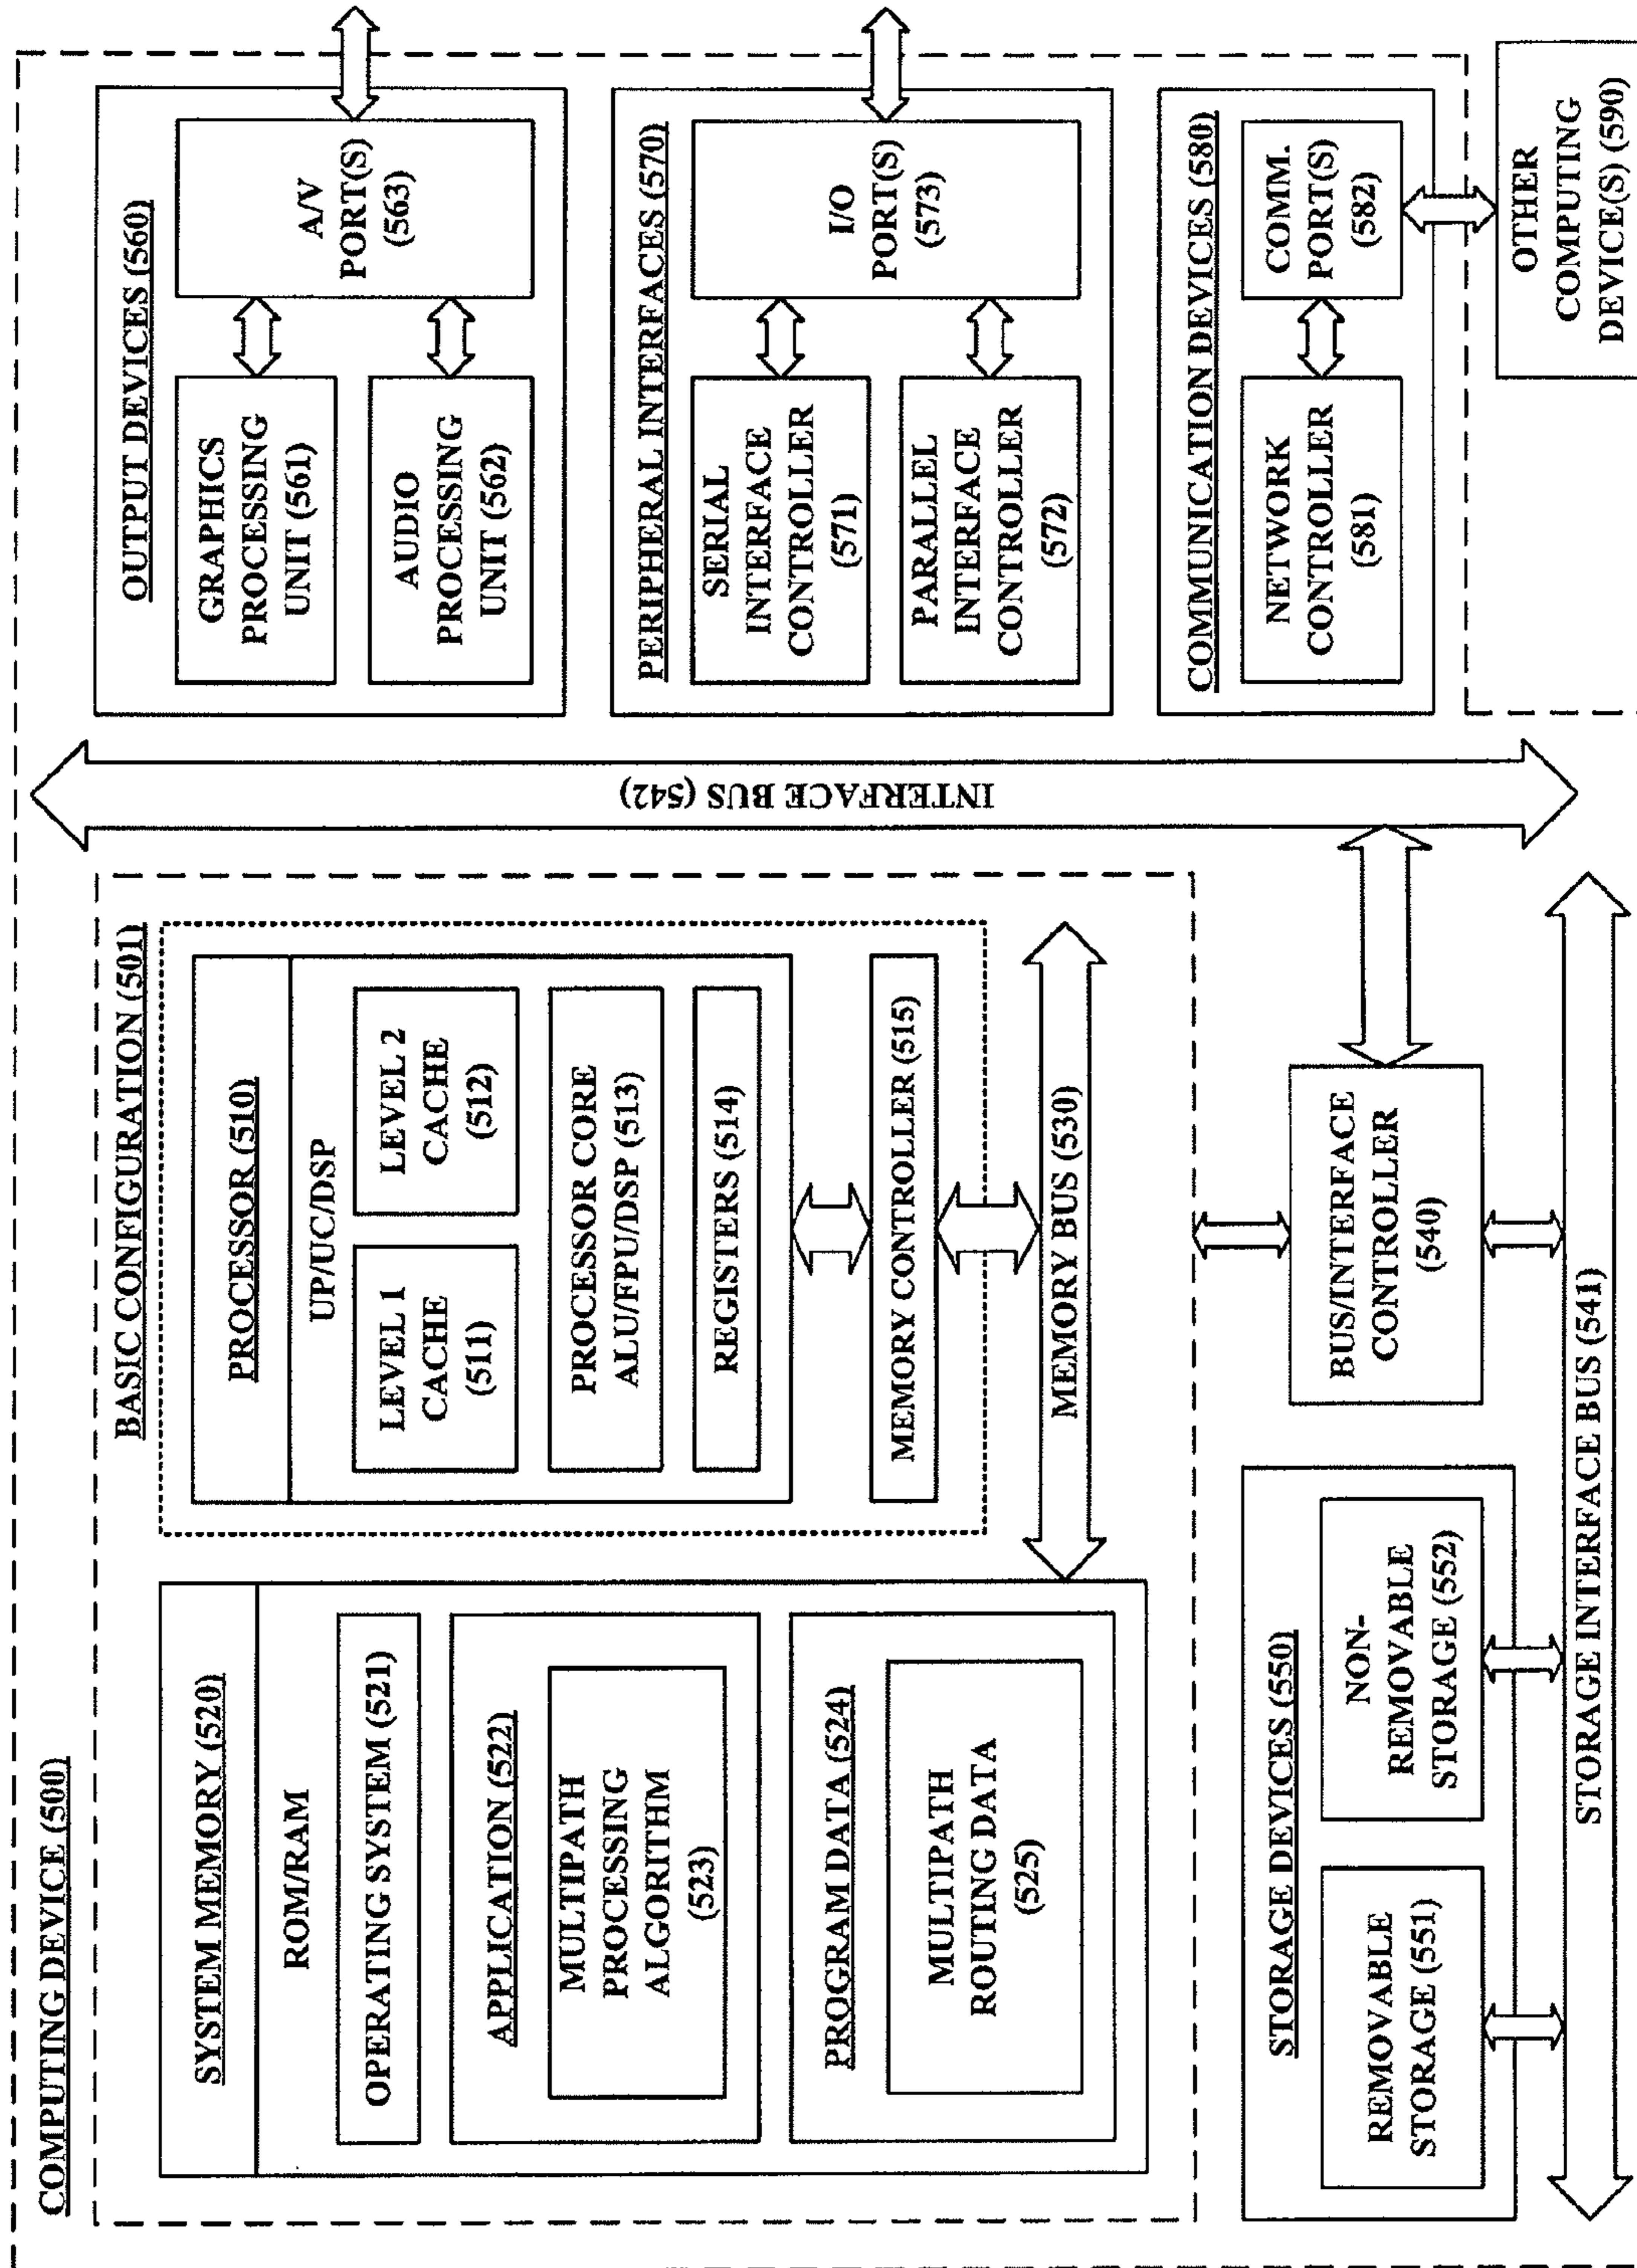 COMPUTING DEVICE (500)
BASIC CONFIGURATION (501)
SYSTEM MEMORY (520)
ROM/RAM
OPERATING SYSTEM (521)
APPLICATION (522)
MULTIPATH
PROCESSING
ALGORITHM
(523)
PROGRAM DATA (524)
MULTIPATH
ROUTING DATA
(525)
PROCESSOR (510)
UP/UC/DSP
LEVEL 1
CACHE
(511)
LEVEL 2
CACHE
(512)
PROCESSOR CORE
ALU/FPU/DSP (513)
REGISTERS (514)
MEMORY CONTROLLER (515)
MEMORY BUS (530)
INTERFACE BUS (542)
OUTPUT DEVICES (560)
GRAPHICS
PROCESSING
UNIT (561)
AUDIO
PROCESSING
UNIT (562)
A/V
PORT(S)
(563)
PERIPHERAL INTERFACES (570)
SERIAL
INTERFACE
CONTROLLER
(571)
PARALLEL
INTERFACE
CONTROLLER
(572)
I/O
PORT(S)
(573)
COMMUNICATION DEVICES (580)
NETWORK
CONTROLLER
(581)
COMM.
PORT(S)
(582)
OTHER
COMPUTING
DEVICE(S) (590)
STORAGE DEVICES (550)
REMOVABLE
STORAGE (551)
NON-
REMOVABLE
STORAGE (552)
BUS/INTERFACE
CONTROLLER
(540)
STORAGE INTERFACE BUS (541)